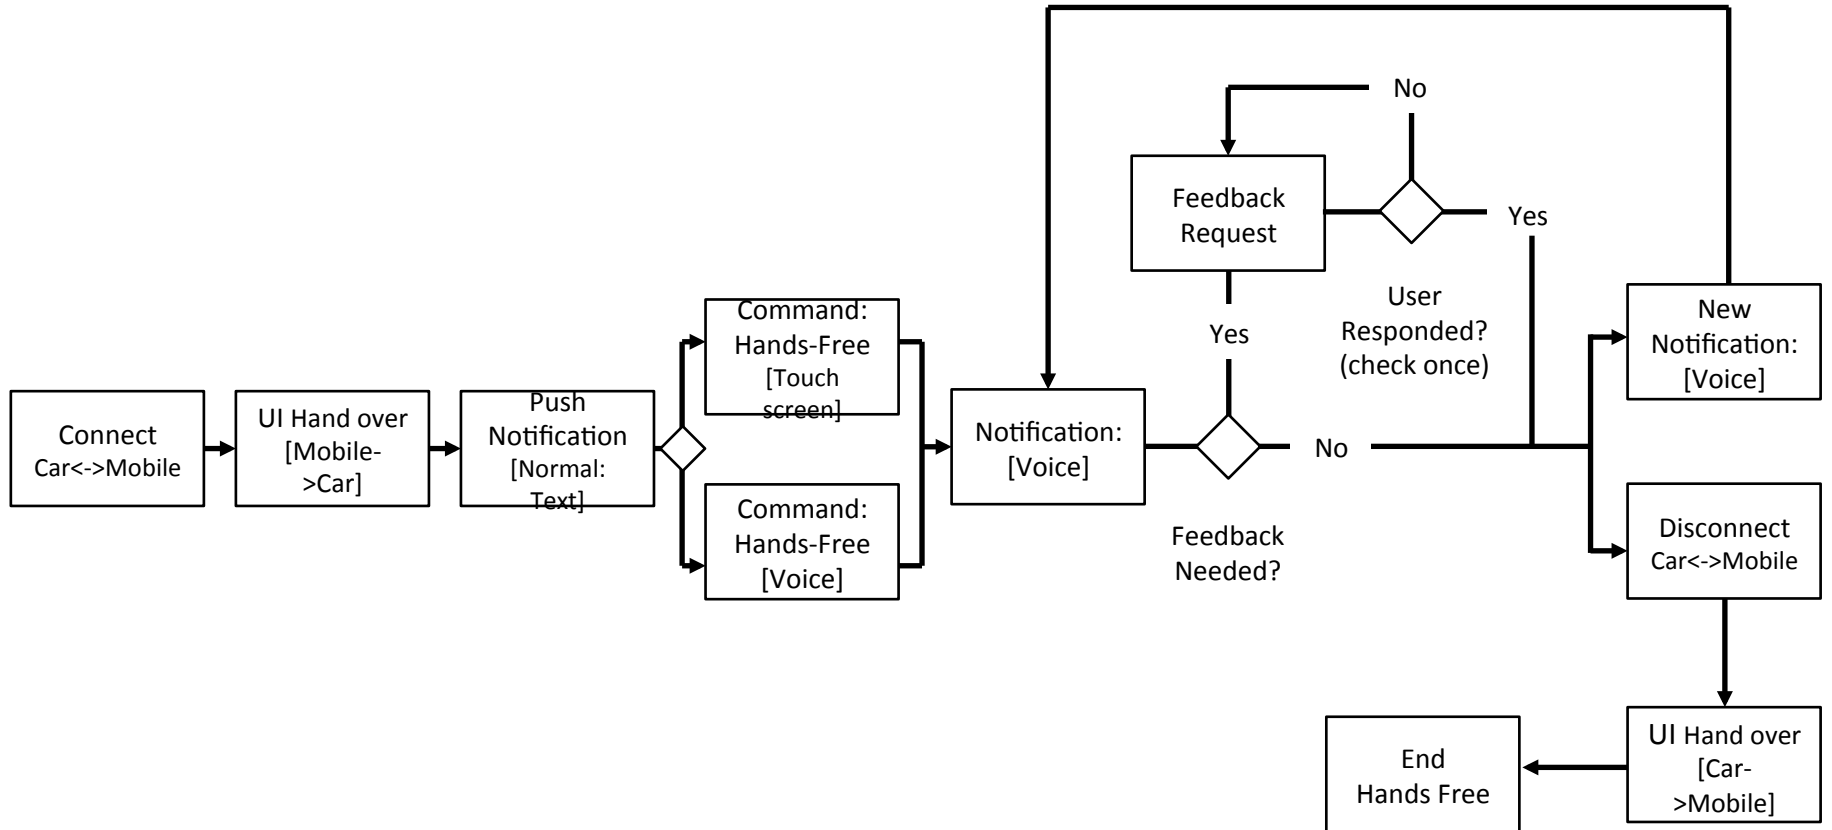 Connect
Car<->Mobile
UI Hand over
[Mobile-
>Car]
Push
Notification
[Normal:
Text]
Command:
Hands-Free
[Touch
screen]
Command:
Hands-Free
[Voice]
Notification:
[Voice]
Feedback
Needed?
Yes
No
Feedback
Request
No
Yes
User
Responded?
(check once)
New
Notification:
[Voice]
Disconnect
Car<->Mobile
UI Hand over
[Car-
>Mobile]
End
Hands Free